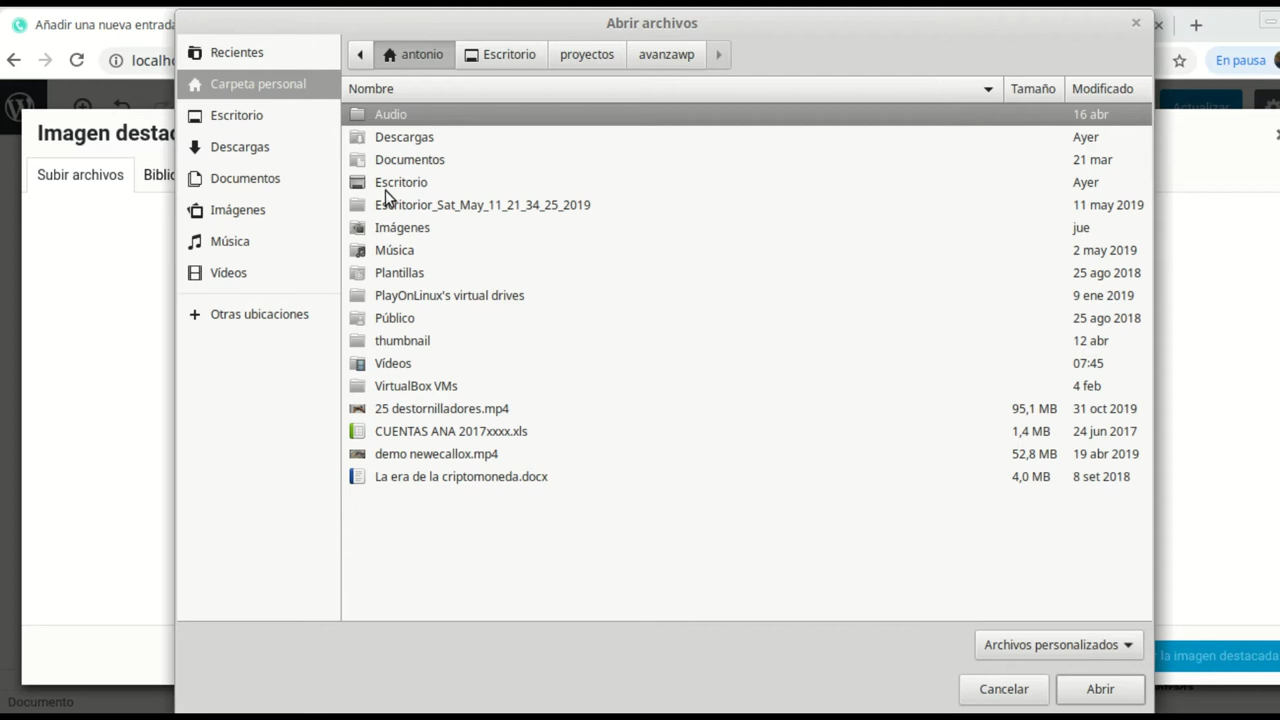 Añadir una nueva entrada
Abrir archivos
localh
En pausa
Recientes
Carpeta personal
Escritorio
Descargas
Documentos
Imágenes
Música
Vídeos
Otras ubicaciones
antonio Escritorio proyectos avanzawp
Nombre Tamaño Modificado
Audio 16 abr
Descargas Ayer
Documentos 21 mar
Escritorio Ayer
Escritorior_Sat_May_11_21_34_25_2019 11 may 2019
Imágenes jue
Música 2 may 2019
Plantillas 25 ago 2018
PlayOnLinux's virtual drives 9 ene 2019
Público 25 ago 2018
thumbnail 12 abr
Vídeos 07:45
VirtualBox VMs 4 feb
25 destornilladores.mp4 95,1 MB 31 oct 2019
CUENTAS ANA 2017xxxx.xls 1,4 MB 24 jun 2017
demo newecallox.mp4 52,8 MB 19 abr 2019
La era de la criptomoneda.docx 4,0 MB 8 set 2018
Archivos personalizados
Cancelar Abrir
Actualizar
Imagen desta
Subir archivos Biblio
la imagen destacada
Documento